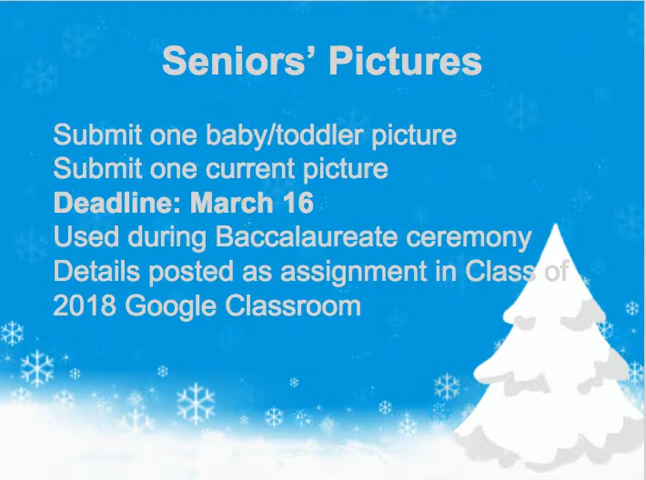 Seniors’ Pictures
Submit one baby/toddler picture
Submit one current picture
Deadline: March 16
Used during Baccalaureate ceremony
Details posted as assignment in Class of
2018 Google Classroom